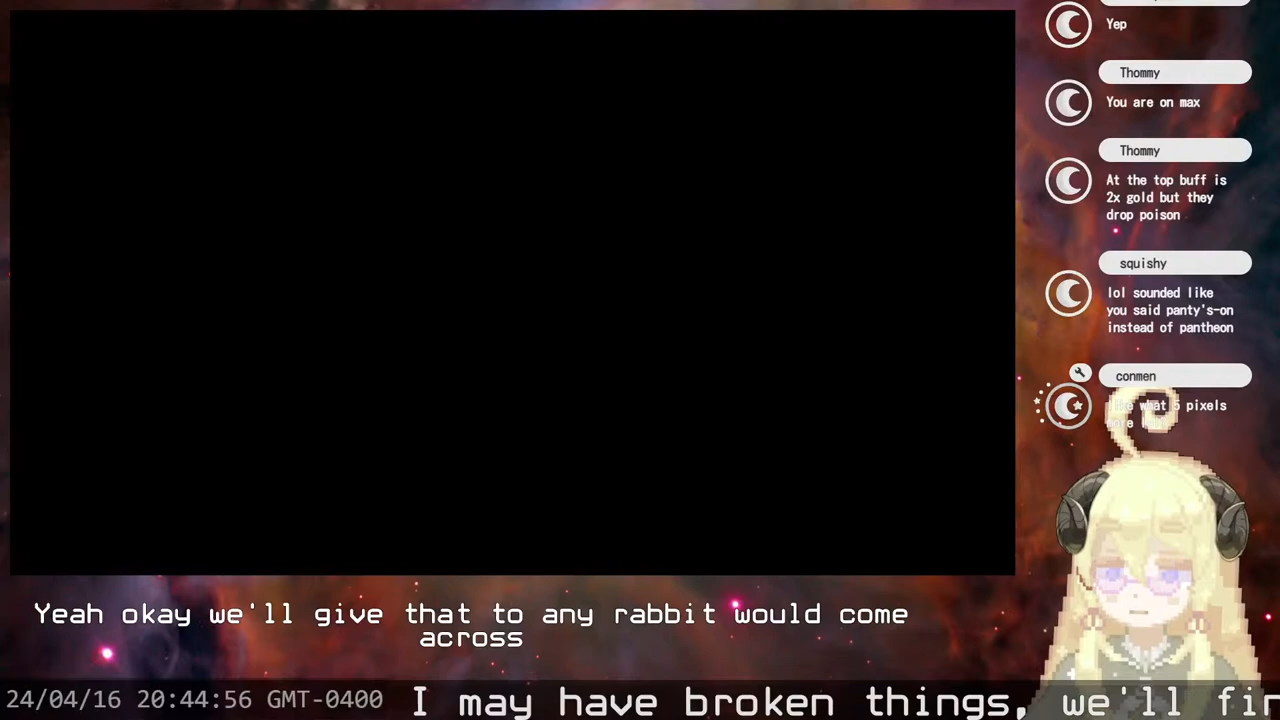 Yep
Thommy
You are on max
Thommy
At the top buff is
2x gold but they
drop poison
squishy
lol sounded like
you said panty's-on
instead of pantheon
conmen
what 5 pixels
Yeah okay we'll give that to any rabbit would come
across
24/04/16 20:44:56 GMT-0400
I may have broken things, we'll fin